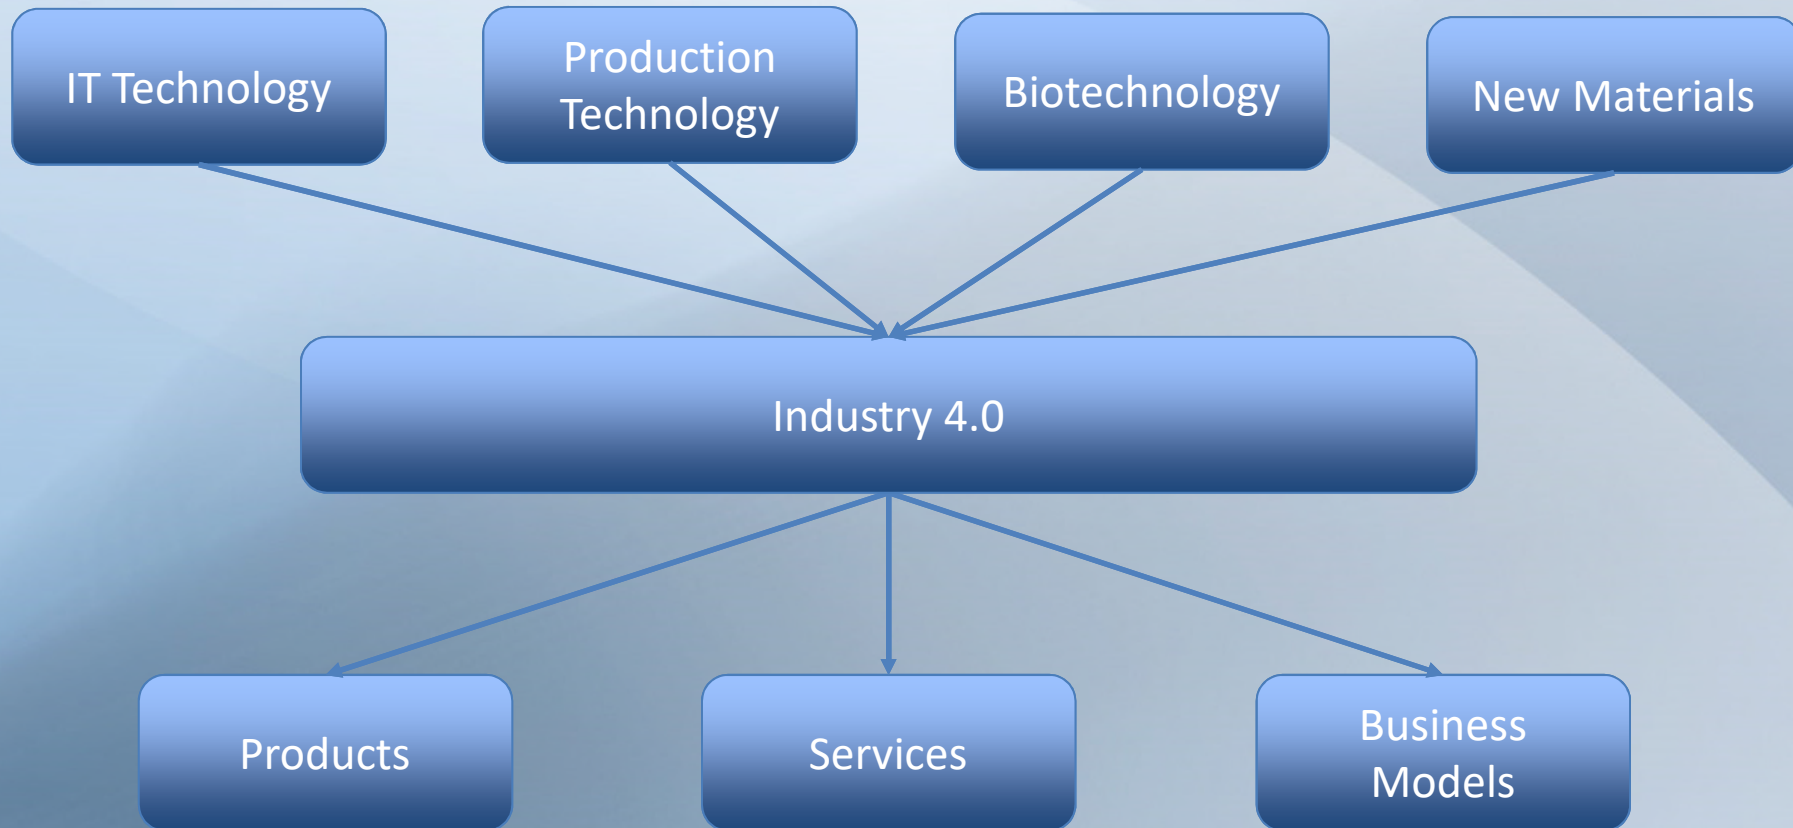 IT Technology
Production
Technology
Biotechnology
New Materials
Industry 4.0
Products
Services
Business
Models